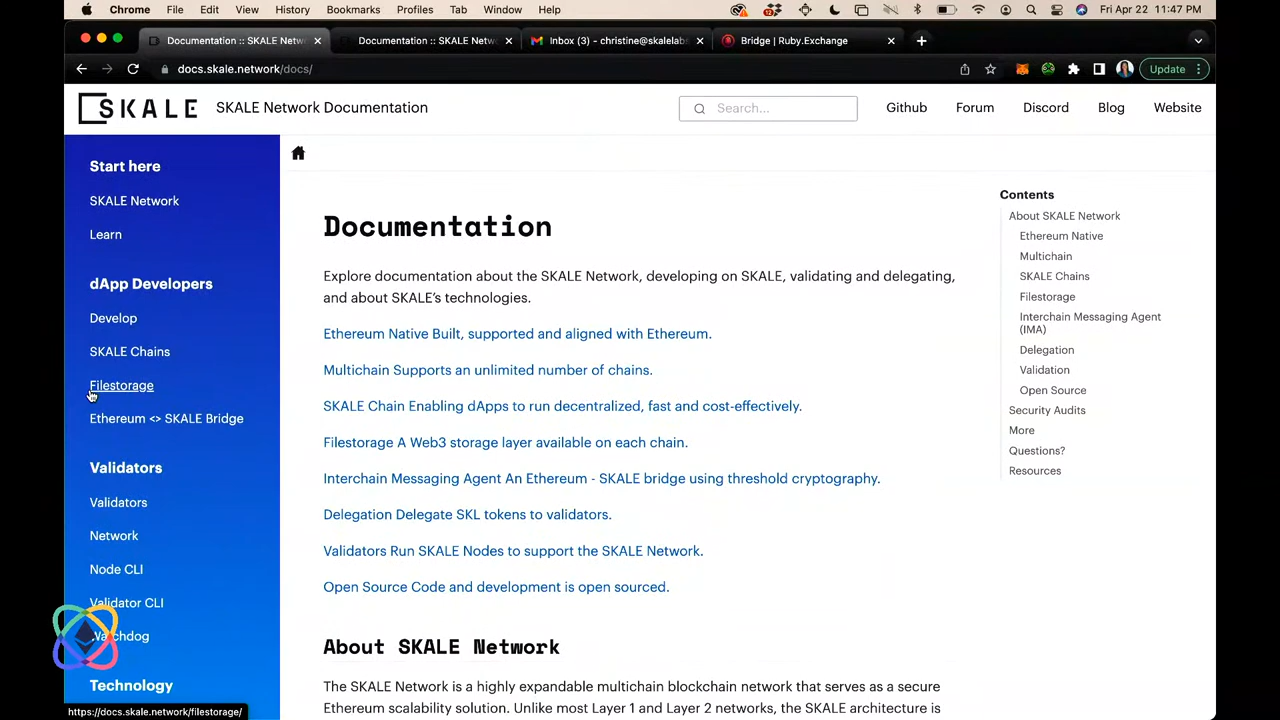 Chrome File Edit View History Bookmarks Profiles Tab Window Help Fri Apr 22 11:47 PM
Documentation :: SKALE Netw Documentation :: SKALE Netw Inbox (3) – christine@skalelabs Bridge | Ruby.Exchange
docs.skale.network/docs/ Update
SKALE SKALE Network Documentation Search... Github Forum Discord Blog Website
Start here
SKALE Network
Learn
dApp Developers
Develop
SKALE Chains
Filestorage
Ethereum <> SKALE Bridge
Validators
Validators
Network
Node CLI
Validator CLI
Watchdog
Technology
https://docs.skale.network/filestorage/
Documentation
Explore documentation about the SKALE Network, developing on SKALE, validating and delegating,
and about SKALE's technologies.
Ethereum Native Built, supported and aligned with Ethereum.
Multichain Supports an unlimited number of chains.
SKALE Chain Enabling dApps to run decentralized, fast and cost-effectively.
Filestorage A Web3 storage layer available on each chain.
Interchain Messaging Agent An Ethereum - SKALE bridge using threshold cryptography.
Delegation Delegate SKL tokens to validators.
Validators Run SKALE Nodes to support the SKALE Network.
Open Source Code and development is open sourced.
About SKALE Network
The SKALE Network is a highly expandable multichain blockchain network that serves as a secure
Ethereum scalability solution. Unlike most Layer 1 and Layer 2 networks, the SKALE architecture is
Contents
About SKALE Network
Ethereum Native
Multichain
SKALE Chains
Filestorage
Interchain Messaging Agent
(IMA)
Delegation
Validation
Open Source
Security Audits
More
Questions?
Resources